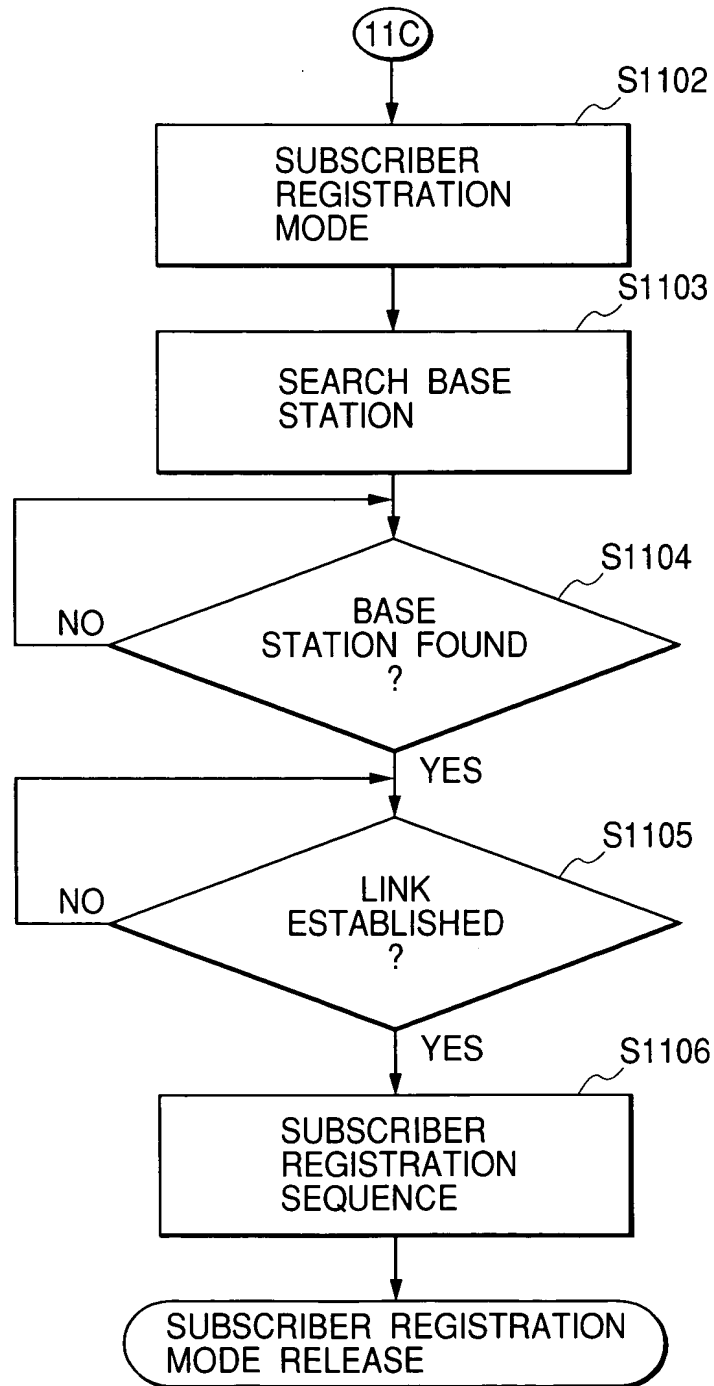 11C
S1102
SUBSCRIBER
REGISTRATION
MODE
S1103
SEARCH BASE
STATION
S1104
BASE
STATION FOUND
?
NO
YES
S1105
LINK
ESTABLISHED
?
NO
YES
S1106
SUBSCRIBER
REGISTRATION
SEQUENCE
SUBSCRIBER REGISTRATION
MODE RELEASE